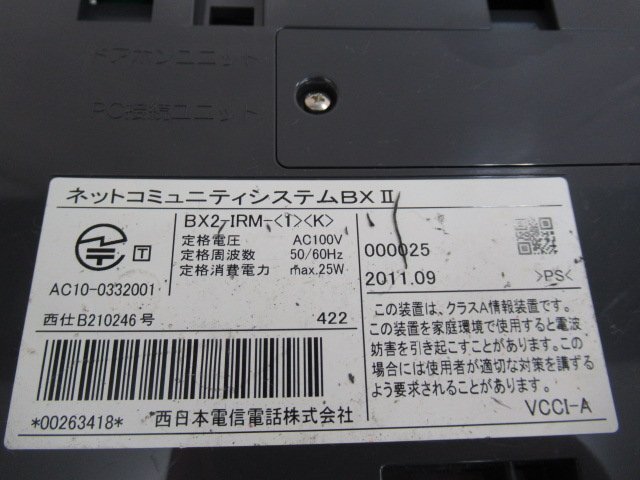 ドアホンユニット
PC接続ユニット
ネットコミュニティシステムBXⅡ
BX2-IRM-<1><K>
定格電圧 AC100V
定格周波数 50/60Hz
定格消費電力 max.25W
T
AC10-0332001
000025
2011.09
>PS<
西仕B210246号 422
この装置は、クラスA情報装置です。
この装置を家庭環境で使用すると電波
妨害を引き起こすことがあります。この
場合には使用者が適切な対策を講ずる
よう要求されることがあります。
VCCI-A
*00263418* 西日本電信電話株式会社